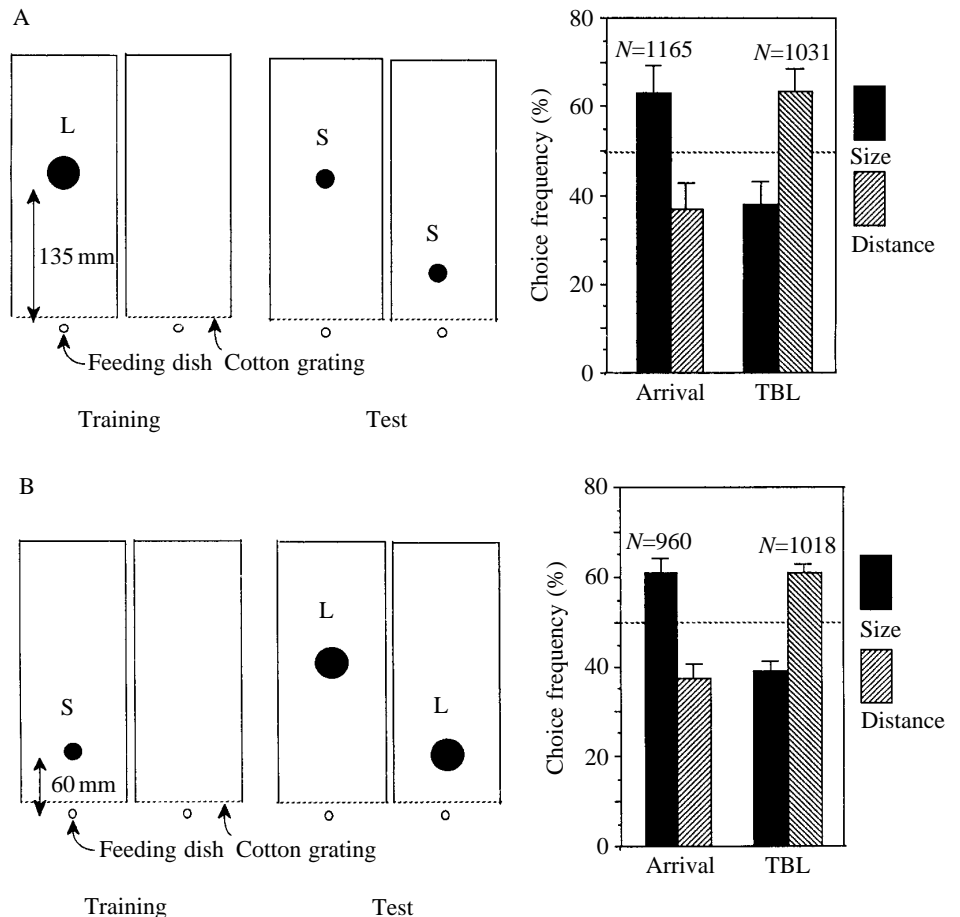 A
L
135 mm
S
S
Feeding dish Cotton grating
Training
Test
80
60
40
20
0
Choice frequency (%)
N=1165
N=1031
Arrival
TBL
Size
Distance
B
S
60 mm
L
L
Feeding dish Cotton grating
Training
Test
80
60
40
20
0
Choice frequency (%)
N=960
N=1018
Arrival
TBL
Size
Distance